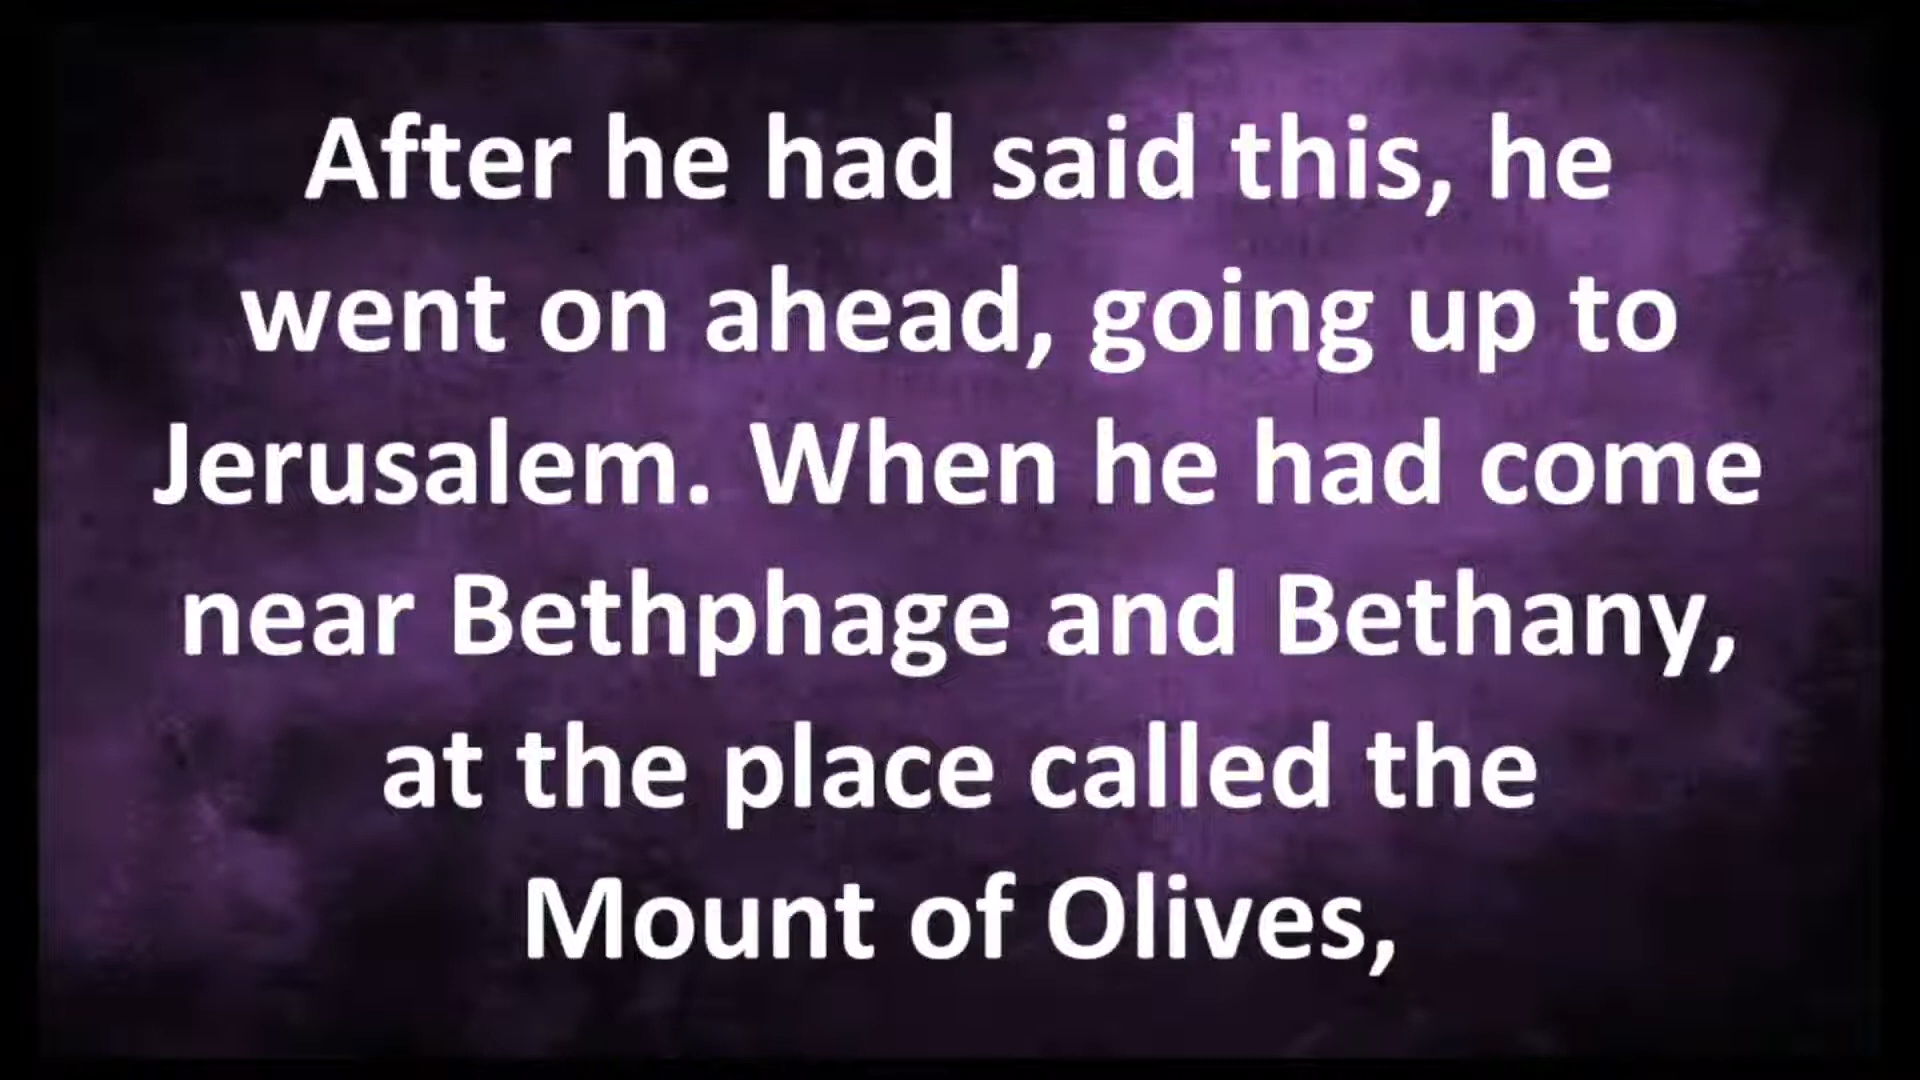 After he had said this, he
went on ahead, going up to
Jerusalem. When he had come
near Bethphage and Bethany,
at the place called the
Mount of Olives,